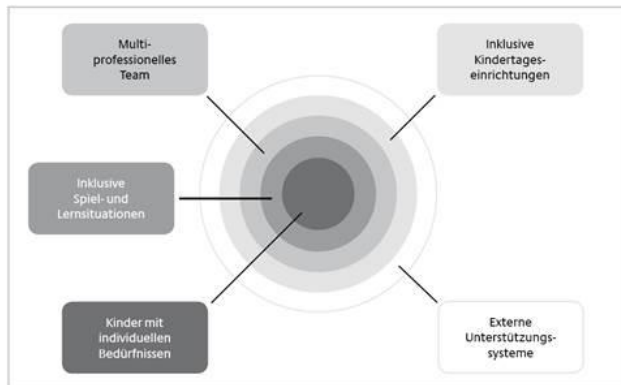 Multi-
professionelles
Team
Inklusive
Kindertages-
einrichtungen
Inklusive
Spiel- und
Lernsituationen
Kinder mit
individuellen
Bedürfnissen
Externe
Unterstützungs-
systeme